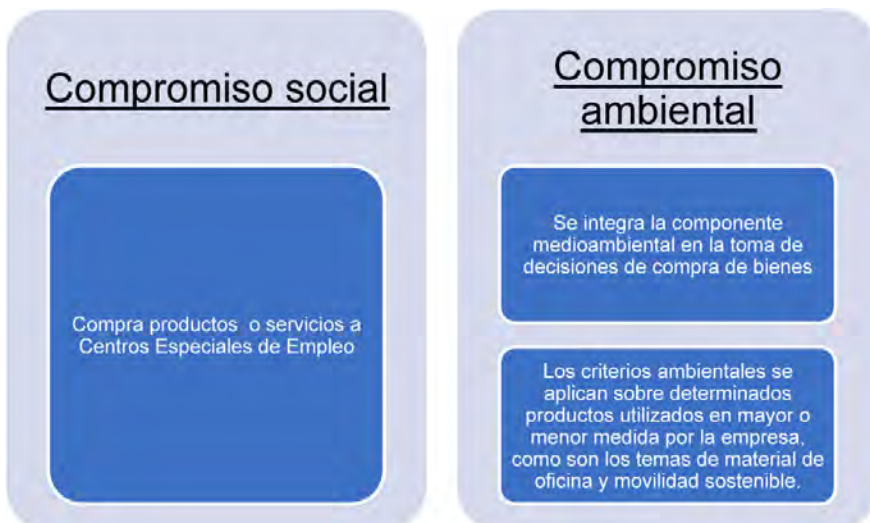 Compromiso social
Compra productos o servicios a
Centros Especiales de Empleo
Compromiso
ambiental
Se integra la componente
medioambiental en la toma de
decisiones de compra de bienes
Los criterios ambientales se
aplican sobre determinados
productos utilizados en mayor o
menor medida por la empresa,
como son los temas de material de
oficina y movilidad sostenible.